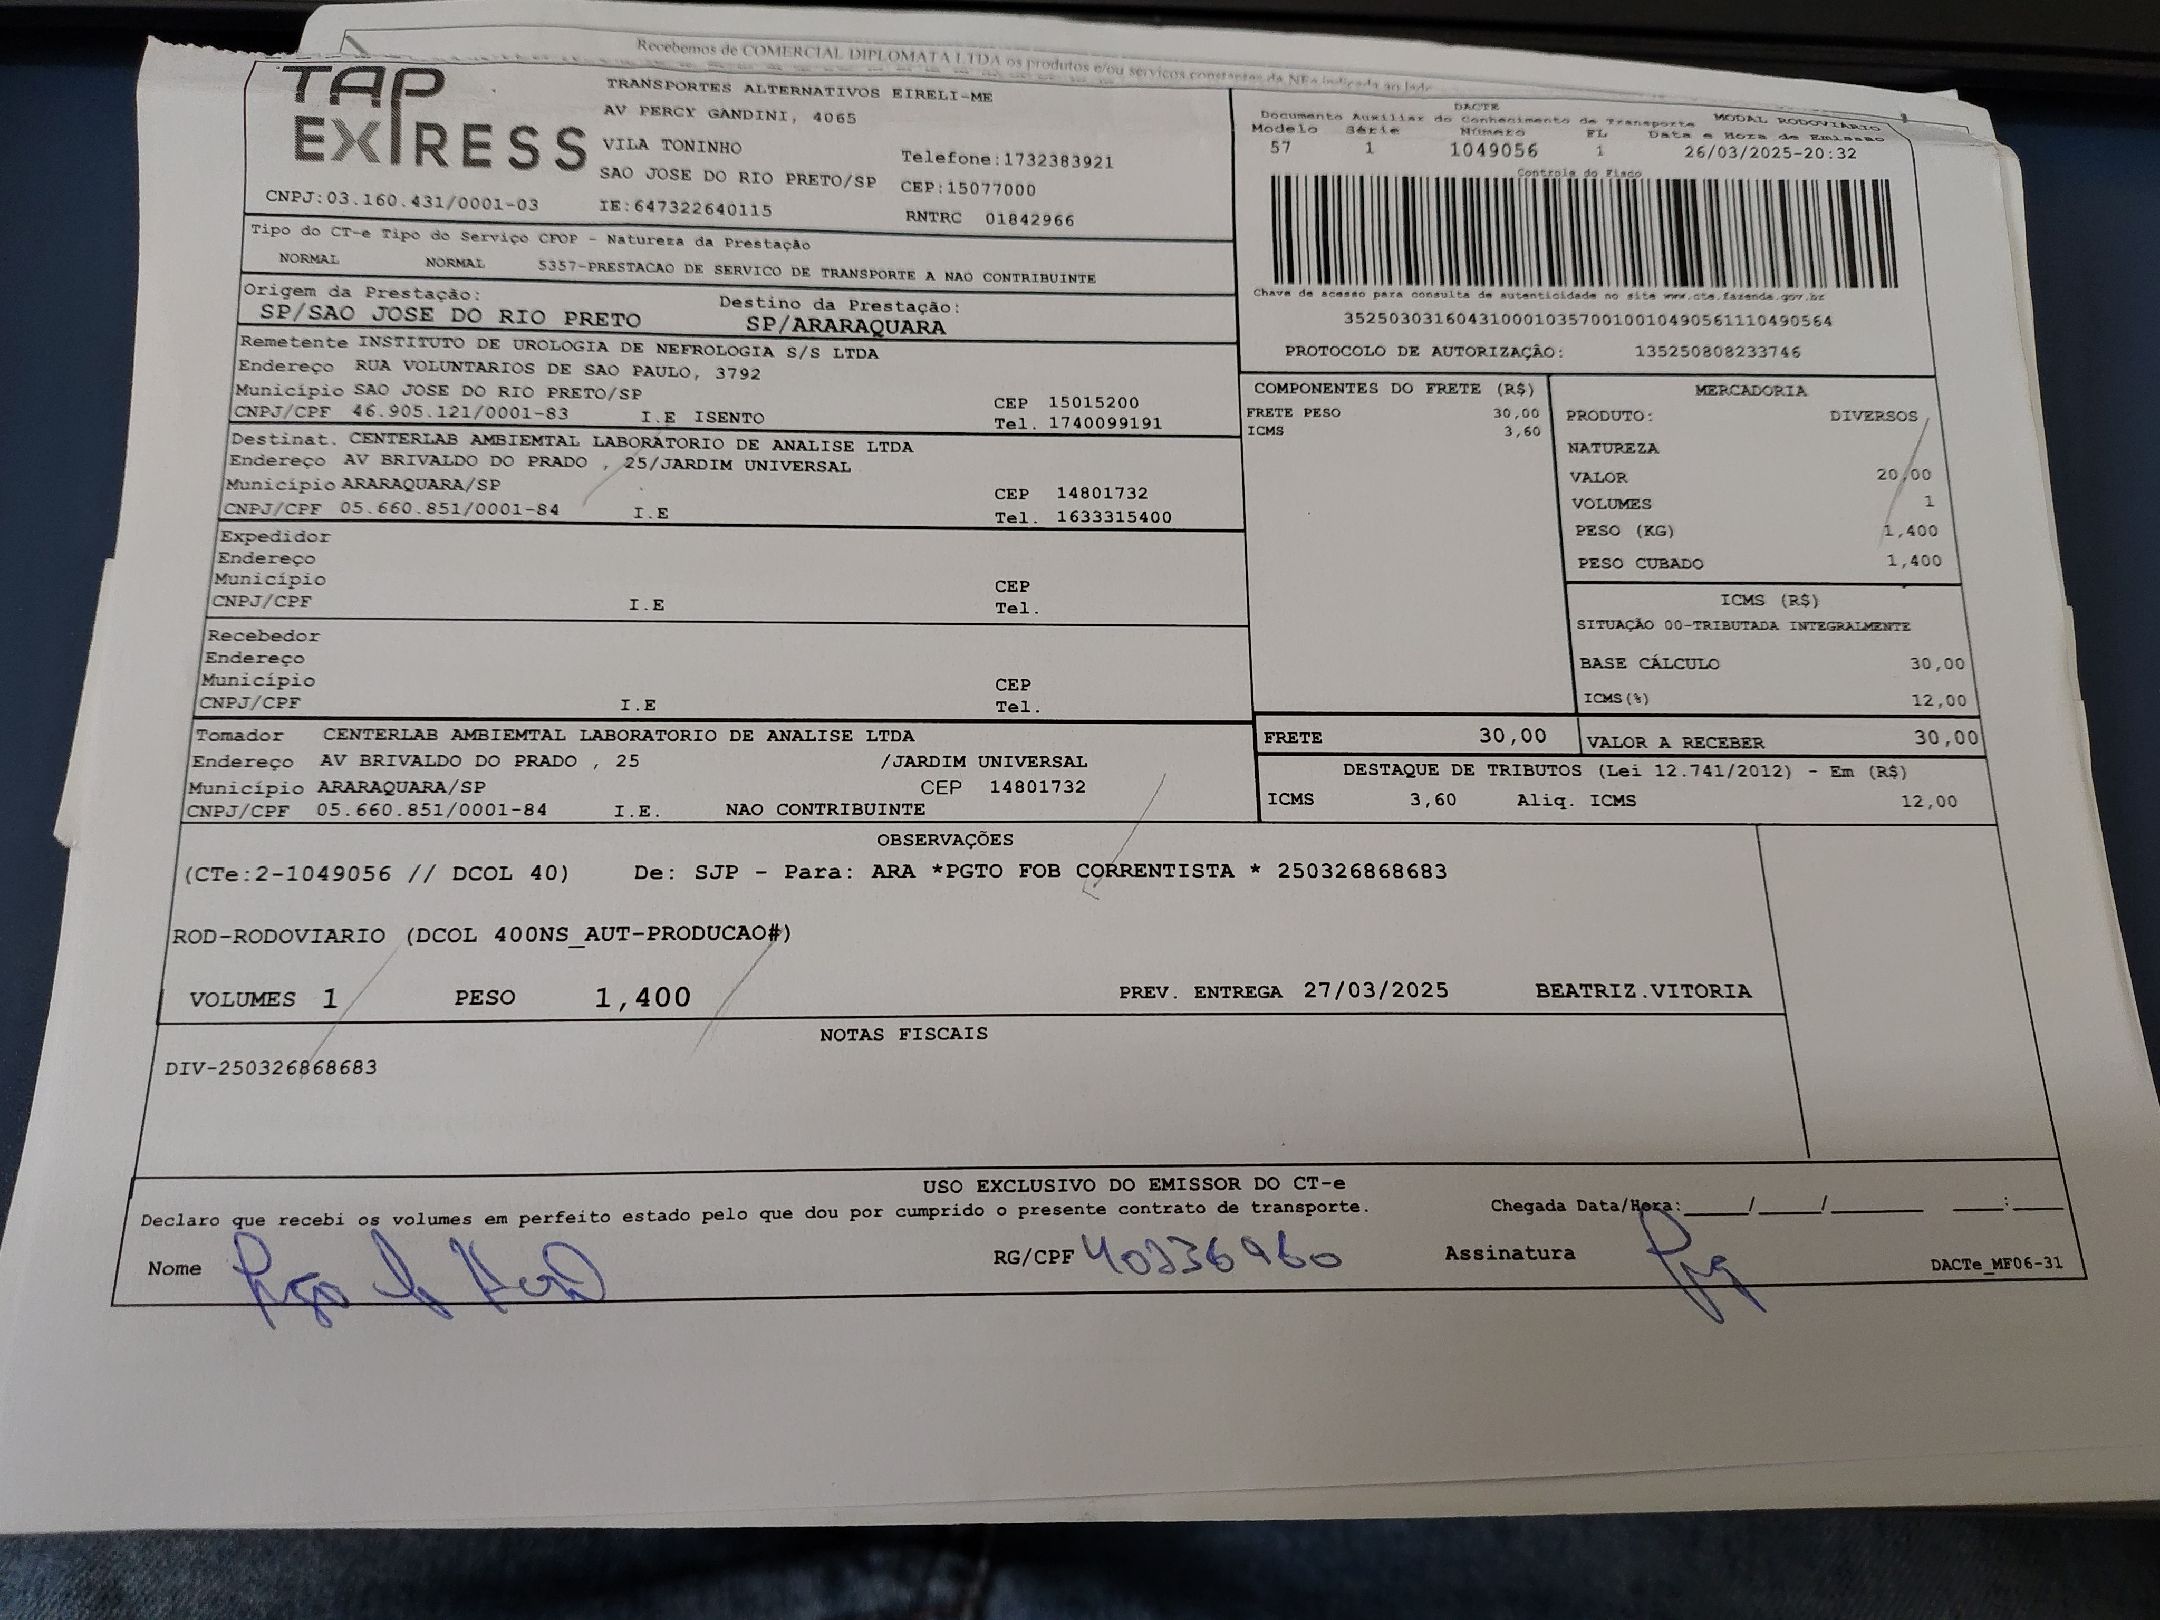 Recebemos de COMERCIAL DIPLOMATA LTDA os produtos e/ou serviços constantes da NFe indicada ao lado
TAP
EXPRESS
TRANSPORTES ALTERNATIVOS EIRELI-ME
AV PERCY GANDINI, 4065
VILA TONINHO
Telefone:1732383921
SAO JOSE DO RIO PRETO/SP
CEP:15077000
CNPJ:03.160.431/0001-03
IE:647322640115
RNTRC 01842966
DACTE
Documento Auxiliar do Conhecimento de Transporte MODAL RODOVIÁRIO
Modelo Série Número FL Data e Hora de Emissão
57 1 1049056 1 26/03/2025-20:32
Controle do Fisco
Chave de acesso para consulta de autenticidade no site www.cte.fazenda.gov.br
35250303160431000103570010010490561110490564
PROTOCOLO DE AUTORIZAÇÃO: 135250808233746
Tipo do CT-e Tipo do Serviço CFOP - Natureza da Prestação
NORMAL NORMAL 5357-PRESTACAO DE SERVICO DE TRANSPORTE A NAO CONTRIBUINTE
Origem da Prestação: Destino da Prestação:
SP/SAO JOSE DO RIO PRETO SP/ARARAQUARA
Remetente INSTITUTO DE UROLOGIA DE NEFROLOGIA S/S LTDA
Endereço RUA VOLUNTARIOS DE SAO PAULO, 3792
Município SAO JOSE DO RIO PRETO/SP CEP 15015200
CNPJ/CPF 46.905.121/0001-83 I.E ISENTO Tel. 1740099191
Destinat. CENTERLAB AMBIEMTAL LABORATORIO DE ANALISE LTDA
Endereço AV BRIVALDO DO PRADO , 25/JARDIM UNIVERSAL
Município ARARAQUARA/SP CEP 14801732
CNPJ/CPF 05.660.851/0001-84 I.E Tel. 1633315400
Expedidor
Endereço
Município CEP
CNPJ/CPF I.E Tel.
Recebedor
Endereço
Município CEP
CNPJ/CPF I.E Tel.
Tomador CENTERLAB AMBIEMTAL LABORATORIO DE ANALISE LTDA
Endereço AV BRIVALDO DO PRADO , 25 /JARDIM UNIVERSAL
Município ARARAQUARA/SP CEP 14801732
CNPJ/CPF 05.660.851/0001-84 I.E. NAO CONTRIBUINTE
COMPONENTES DO FRETE (R$)
FRETE PESO 30,00
ICMS 3,60
MERCADORIA
PRODUTO: DIVERSOS
NATUREZA
VALOR 20,00
VOLUMES 1
PESO (KG) 1,400
PESO CUBADO 1,400
ICMS (R$)
SITUAÇÃO 00-TRIBUTADA INTEGRALMENTE
BASE CÁLCULO 30,00
ICMS(%) 12,00
FRETE 30,00 VALOR A RECEBER 30,00
DESTAQUE DE TRIBUTOS (Lei 12.741/2012) - Em (R$)
ICMS 3,60 Aliq. ICMS 12,00
OBSERVAÇÕES
(CTe:2-1049056 // DCOL 40) De: SJP - Para: ARA *PGTO FOB CORRENTISTA * 250326868683
ROD-RODOVIARIO (DCOL 400NS_AUT-PRODUCAO#)
VOLUMES 1 PESO 1,400 PREV. ENTREGA 27/03/2025 BEATRIZ.VITORIA
NOTAS FISCAIS
DIV-250326868683
USO EXCLUSIVO DO EMISSOR DO CT-e
Declaro que recebi os volumes em perfeito estado pelo que dou por cumprido o presente contrato de transporte. Chegada Data/Hora:_____/_____/_______ ____:____
Nome RG/CPF 40336960 Assinatura
DACTe_MF06-31